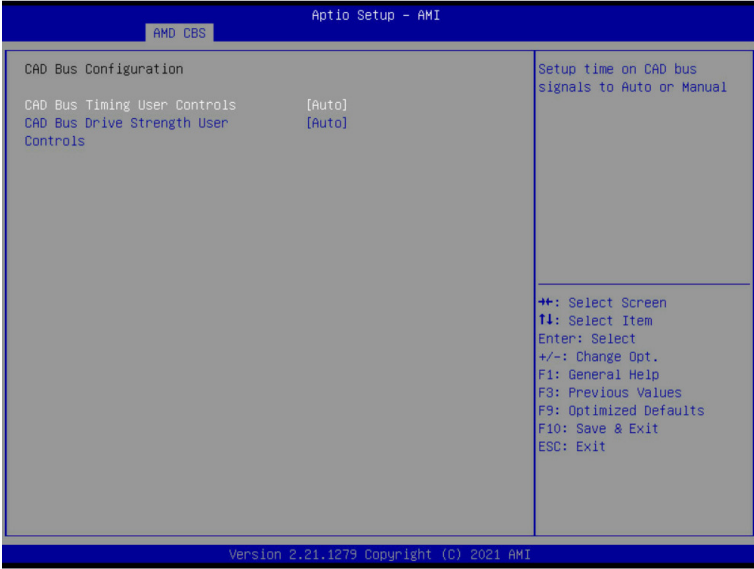 Aptio Setup – AMI
AMD CBS
CAD Bus Configuration
CAD Bus Timing User Controls [Auto]
CAD Bus Drive Strength User [Auto]
Controls
Setup time on CAD bus
signals to Auto or Manual
→←: Select Screen
↑↓: Select Item
Enter: Select
+/-: Change Opt.
F1: General Help
F3: Previous Values
F9: Optimized Defaults
F10: Save & Exit
ESC: Exit
Version 2.21.1279 Copyright (C) 2021 AMI